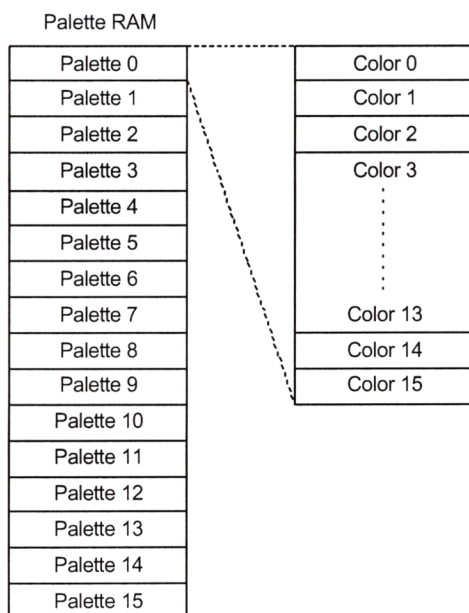 Palette RAM
Palette 0
Palette 1
Palette 2
Palette 3
Palette 4
Palette 5
Palette 6
Palette 7
Palette 8
Palette 9
Palette 10
Palette 11
Palette 12
Palette 13
Palette 14
Palette 15
Color 0
Color 1
Color 2
Color 3
Color 13
Color 14
Color 15